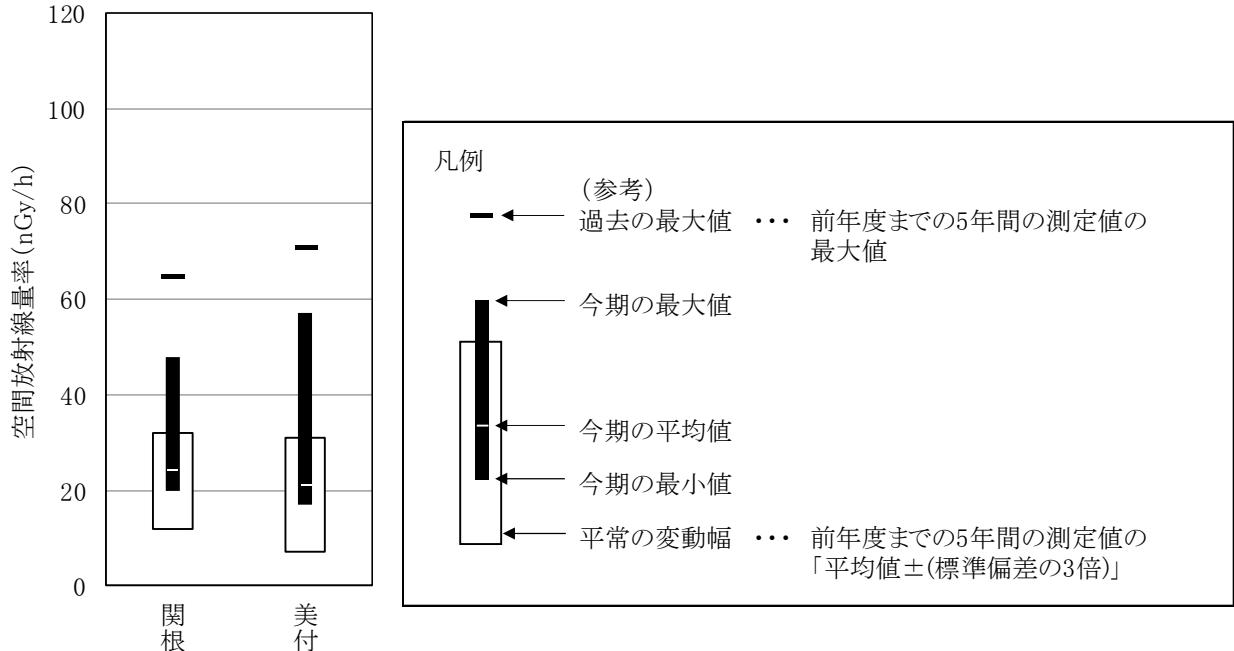 120
100
80
60
40
20
0
空間放射線量率(nGy/h)
関根
美付
凡例
(参考)
過去の最大値 ・・・ 前年度までの5年間の測定値の
最大値
今期の最大値
今期の平均値
今期の最小値
平常の変動幅 ・・・ 前年度までの5年間の測定値の
「平均値±(標準偏差の3倍)」